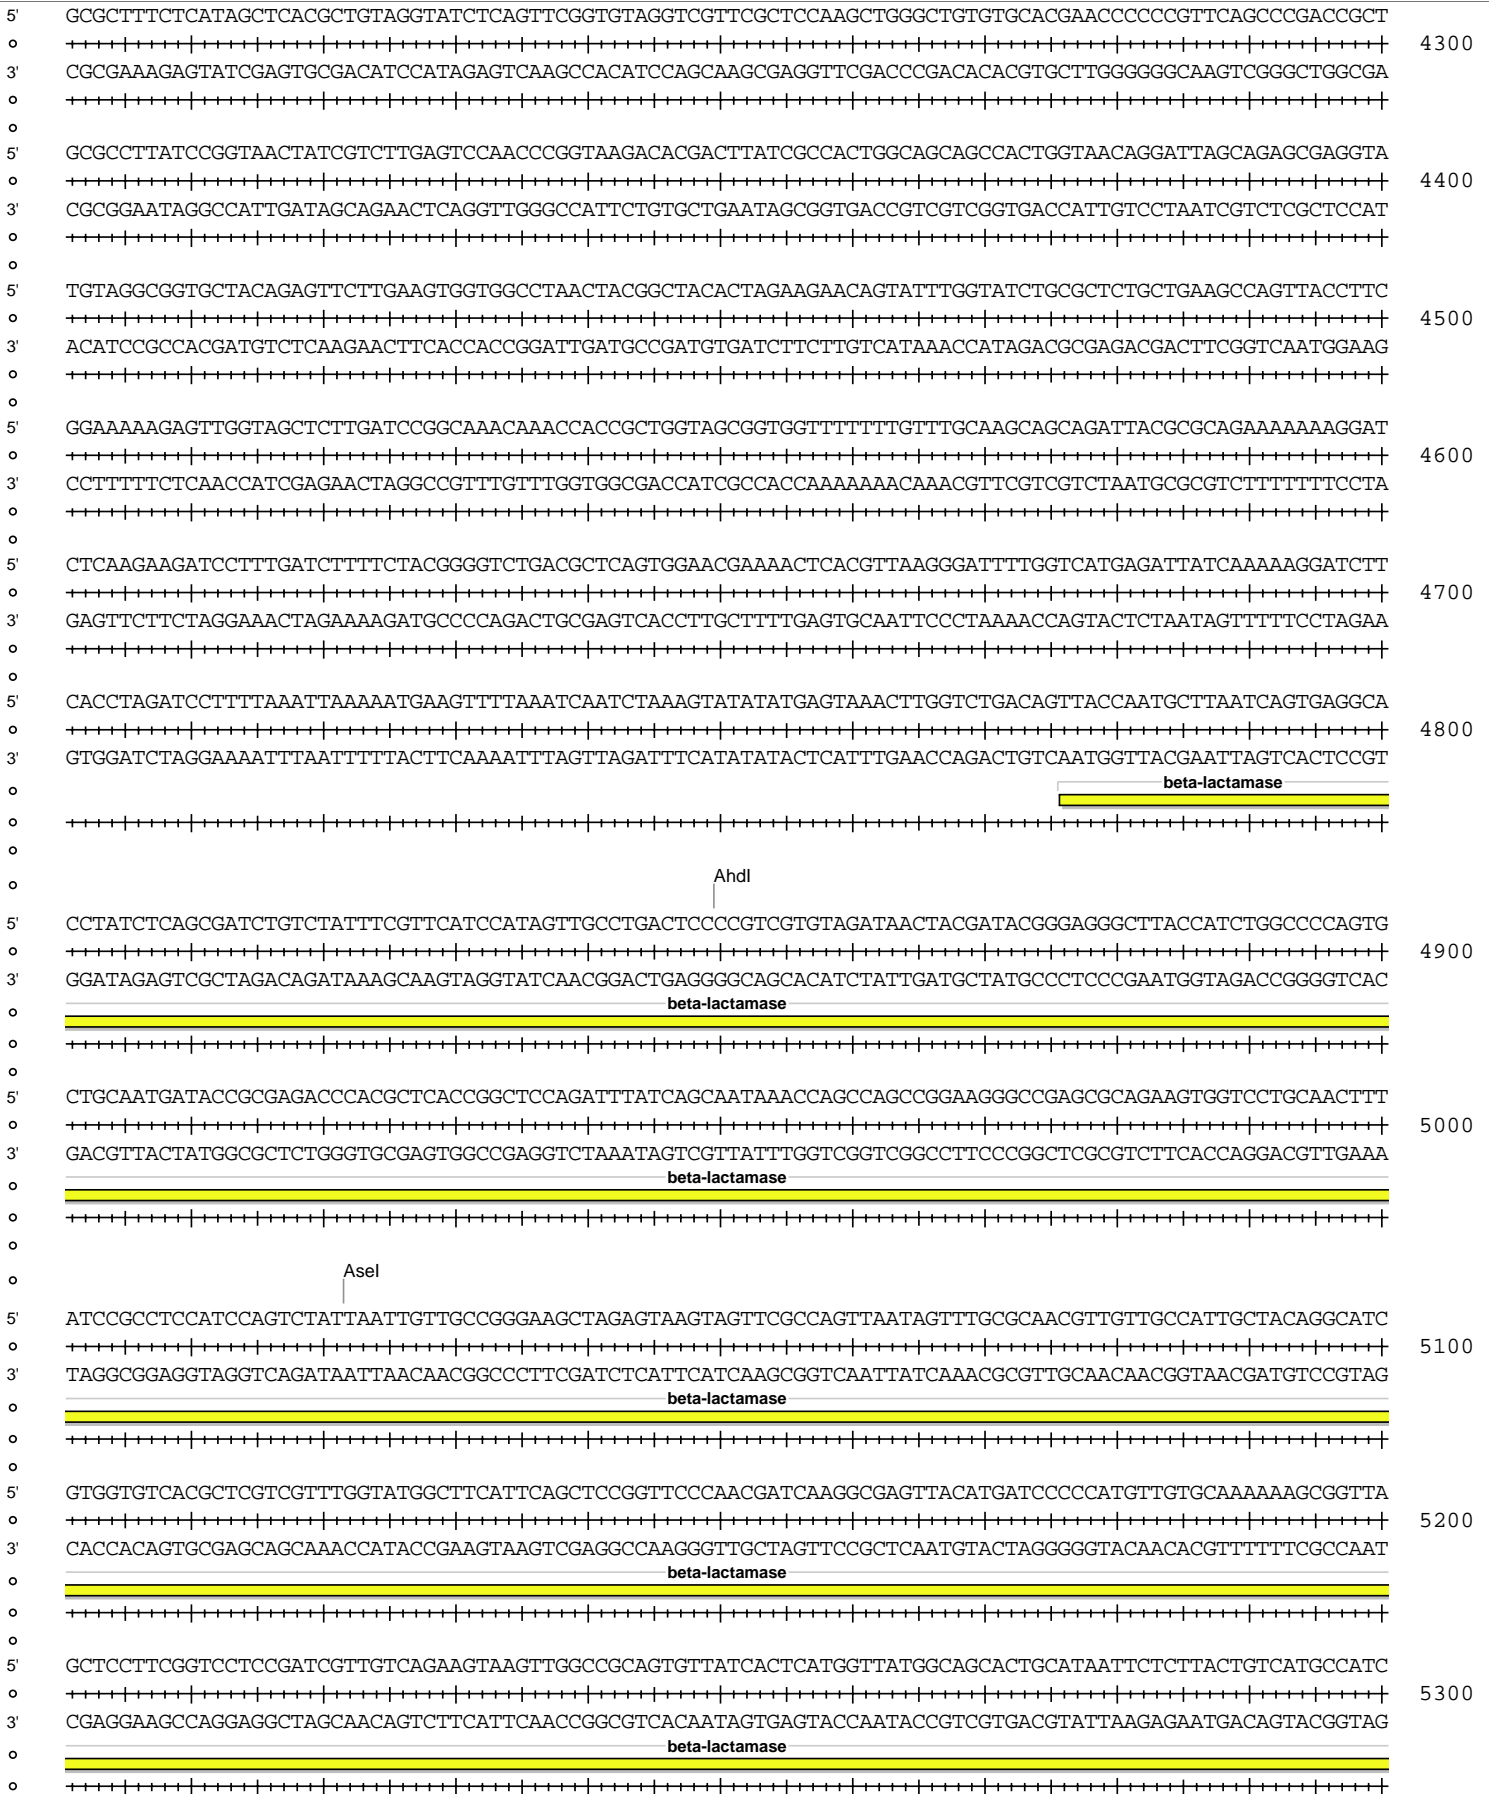 5' GCGCTTTCTCATAGCTCACGCTGTAGGTATCTCAGTTCGGTGTAGGTCGTTCGCTCCAAGCTGGGCTGTGTGCACGAACCCCCCGTTCAGCCCGACCGCT
4300
3' CGCGAAAGAGTATCGAGTGCGACATCCATAGAGTCAAGCCACATCCAGCAAGCGAGGTTCGACCCGACACACGTGCTTGGGGGGCAAGTCGGGCTGGCGA
5' GCGCCTTATCCGGTAACTATCGTCTTGAGTCCAACCCGGTAAGACACGACTTATCGCCACTGGCAGCAGCCACTGGTAACAGGATTAGCAGAGCGAGGTA
4400
3' CGCGGAATAGGCCATTGATAGCAGAACTCAGGTTGGGCCATTCTGTGCTGAATAGCGGTGACCGTCGTCGGTGACCATTGTCCTAATCGTCTCGCTCCAT
5' TGTAGGCGGTGCTACAGAGTTCTTGAAGTGGTGGCCTAACTACGGCTACACTAGAAGAACAGTATTTGGTATCTGCGCTCTGCTGAAGCCAGTTACCTTC
4500
3' ACATCCGCCACGATGTCTCAAGAACTTCACCACCGGATTGATGCCGATGTGATCTTCTTGTCATAAACCATAGACGCGAGACGACTTCGGTCAATGGAAG
5' GGAAAAAGAGTTGGTAGCTCTTGATCCGGCAAACAAACCACCGCTGGTAGCGGTGGTTTTTTTGTTTGCAAGCAGCAGATTACGCGCAGAAAAAAAGGAT
4600
3' CCTTTTTCTCAACCATCGAGAACTAGGCCGTTTGTTTGGTGGCGACCATCGCCACCAAAAAAACAAACGTTCGTCGTCTAATGCGCGTCTTTTTTTCCTA
5' CTCAAGAAGATCCTTTGATCTTTTCTACGGGGTCTGACGCTCAGTGGAACGAAAACTCACGTTAAGGGATTTTGGTCATGAGATTATCAAAAAGGATCTT
4700
3' GAGTTCTTCTAGGAAACTAGAAAAGATGCCCCAGACTGCGAGTCACCTTGCTTTTGAGTGCAATTCCCTAAAACCAGTACTCTAATAGTTTTTCCTAGAA
5' CACCTAGATCCTTTTAAATTAAAAATGAAGTTTTAAATCAATCTAAAGTATATATGAGTAAACTTGGTCTGACAGTTACCAATGCTTAATCAGTGAGGCA
4800
3' GTGGATCTAGGAAAATTTAATTTTTACTTCAAAATTTAGTTAGATTTCATATATACTCATTTGAACCAGACTGTCAATGGTTACGAATTAGTCACTCCGT
beta-lactamase
AhdI
5' CCTATCTCAGCGATCTGTCTATTTCGTTCATCCATAGTTGCCTGACTCCCCGTCGTGTAGATAACTACGATACGGGAGGGCTTACCATCTGGCCCCAGTG
4900
3' GGATAGAGTCGCTAGACAGATAAAGCAAGTAGGTATCAACGGACTGAGGGGCAGCACATCTATTGATGCTATGCCCTCCCGAATGGTAGACCGGGGTCAC
beta-lactamase
5' CTGCAATGATACCGCGAGACCCACGCTCACCGGCTCCAGATTTATCAGCAATAAACCAGCCAGCCGGAAGGGCCGAGCGCAGAAGTGGTCCTGCAACTTT
5000
3' GACGTTACTATGGCGCTCTGGGTGCGAGTGGCCGAGGTCTAAATAGTCGTTATTTGGTCGGTCGGCCTTCCCGGCTCGCGTCTTCACCAGGACGTTGAAA
beta-lactamase
AseI
5' ATCCGCCTCCATCCAGTCTATTAATTGTTGCCGGGAAGCTAGAGTAAGTAGTTCGCCAGTTAATAGTTTGCGCAACGTTGTTGCCATTGCTACAGGCATC
5100
3' TAGGCGGAGGTAGGTCAGATAATTAACAACGGCCCTTCGATCTCATTCATCAAGCGGTCAATTATCAAACGCGTTGCAACAACGGTAACGATGTCCGTAG
beta-lactamase
5' GTGGTGTCACGCTCGTCGTTTGGTATGGCTTCATTCAGCTCCGGTTCCCAACGATCAAGGCGAGTTACATGATCCCCCATGTTGTGCAAAAAAGCGGTTA
5200
3' CACCACAGTGCGAGCAGCAAACCATACCGAAGTAAGTCGAGGCCAAGGGTTGCTAGTTCCGCTCAATGTACTAGGGGGTACAACACGTTTTTTCGCCAAT
beta-lactamase
5' GCTCCTTCGGTCCTCCGATCGTTGTCAGAAGTAAGTTGGCCGCAGTGTTATCACTCATGGTTATGGCAGCACTGCATAATTCTCTTACTGTCATGCCATC
5300
3' CGAGGAAGCCAGGAGGCTAGCAACAGTCTTCATTCAACCGGCGTCACAATAGTGAGTACCAATACCGTCGTGACGTATTAAGAGAATGACAGTACGGTAG
beta-lactamase